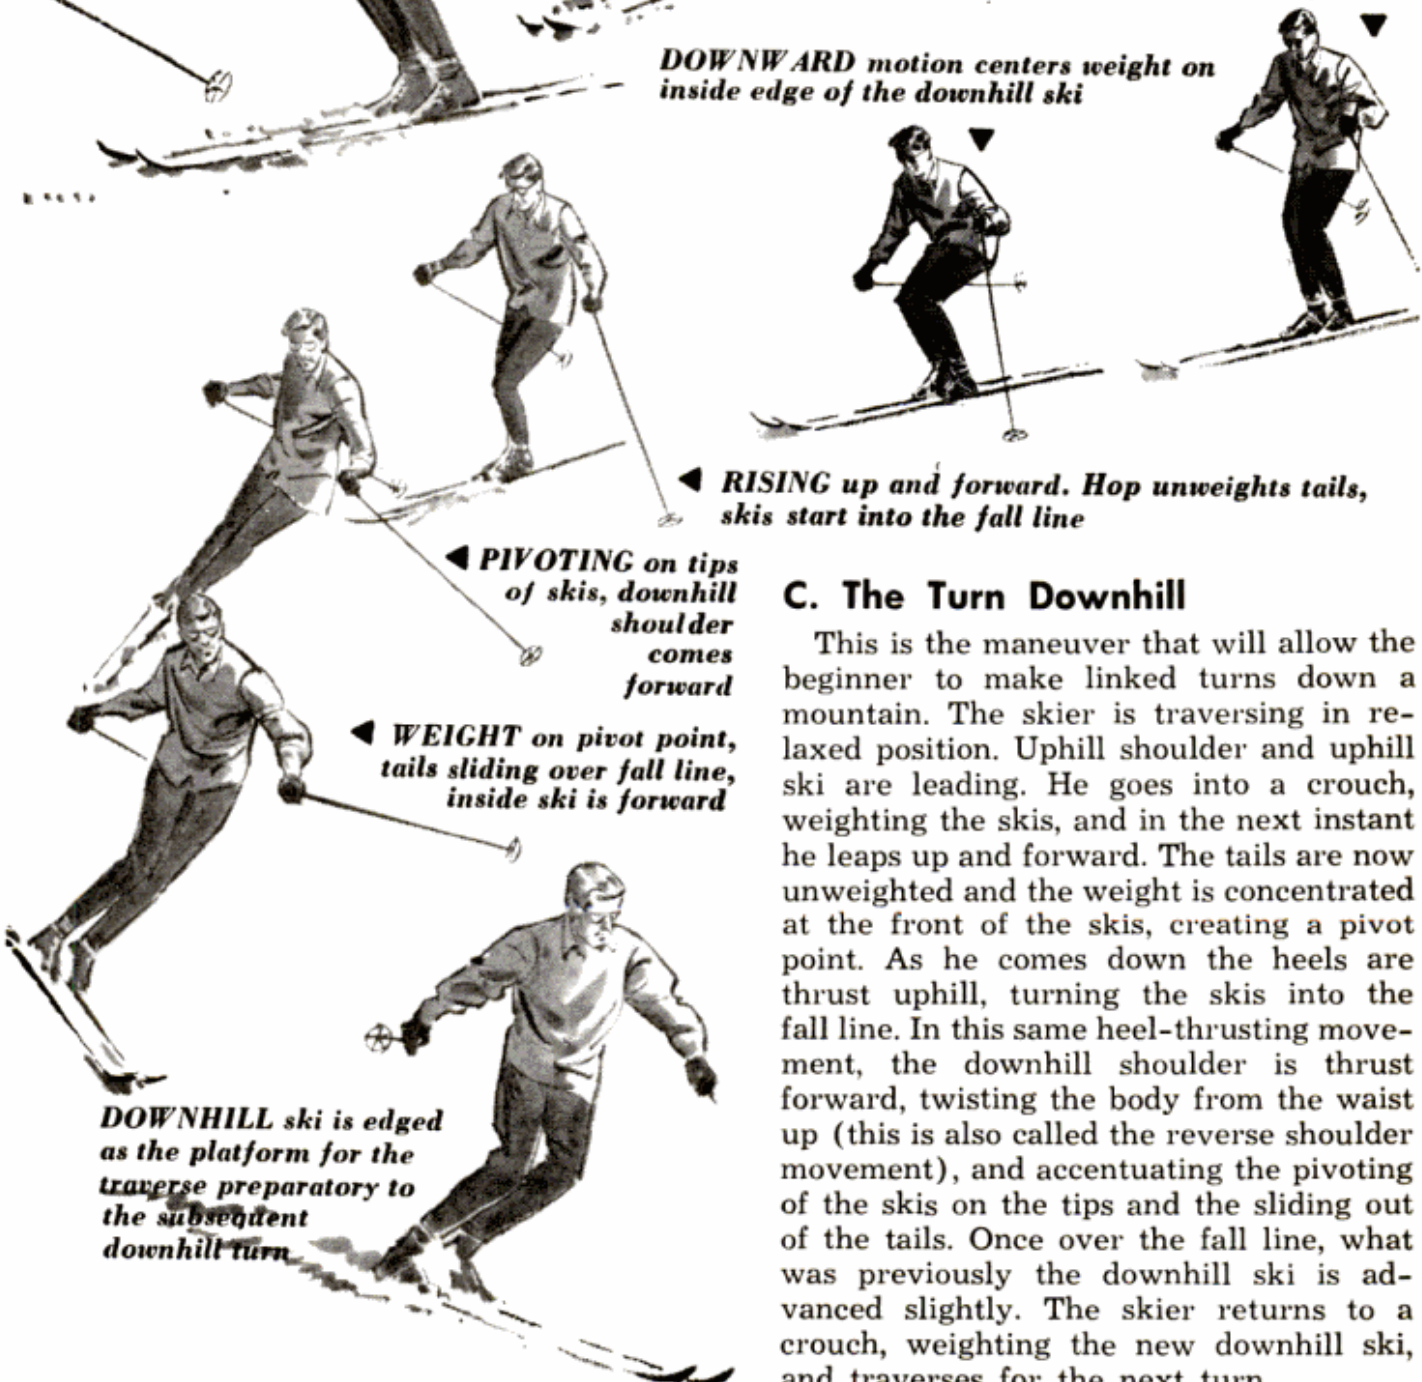 DOWNWARD motion centers weight on
inside edge of the downhill ski
RISING up and forward. Hop unweights tails,
skis start into the fall line
PIVOTING on tips
of skis, downhill
shoulder
comes
forward
WEIGHT on pivot point,
tails sliding over fall line,
inside ski is forward
DOWNHILL ski is edged
as the platform for the
traverse preparatory to
the subsequent
downhill turn
C. The Turn Downhill
This is the maneuver that will allow the
beginner to make linked turns down a
mountain. The skier is traversing in re-
laxed position. Uphill shoulder and uphill
ski are leading. He goes into a crouch,
weighting the skis, and in the next instant
he leaps up and forward. The tails are now
unweighted and the weight is concentrated
at the front of the skis, creating a pivot
point. As he comes down the heels are
thrust uphill, turning the skis into the
fall line. In this same heel-thrusting move-
ment, the downhill shoulder is thrust
forward, twisting the body from the waist
up (this is also called the reverse shoulder
movement), and accentuating the pivoting
of the skis on the tips and the sliding out
of the tails. Once over the fall line, what
was previously the downhill ski is ad-
vanced slightly. The skier returns to a
crouch, weighting the new downhill ski,
and traverses for the next turn